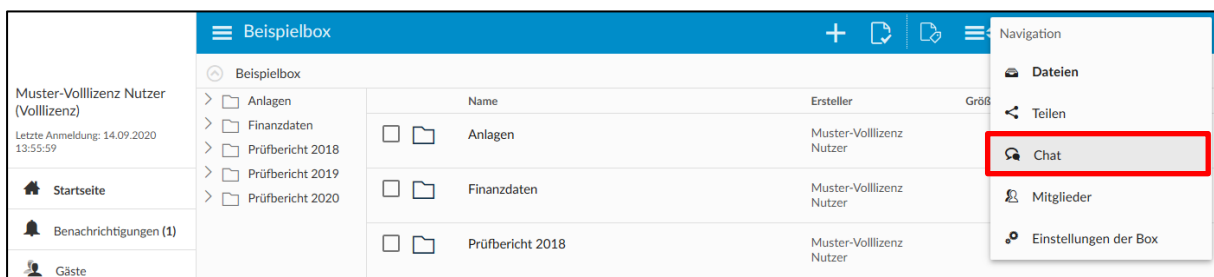 Beispielbox
Muster-Volllizenz Nutzer
(Volllizenz)
Letzte Anmeldung: 14.09.2020
13:55:59
Startseite
Benachrichtigungen (1)
Gäste
Beispielbox
Anlagen
Finanzdaten
Prüfbericht 2018
Prüfbericht 2019
Prüfbericht 2020
Name
Ersteller
Größ
Anlagen
Muster-Volllizenz
Nutzer
Finanzdaten
Muster-Volllizenz
Nutzer
Prüfbericht 2018
Muster-Volllizenz
Nutzer
Navigation
Dateien
Teilen
Chat
Mitglieder
Einstellungen der Box